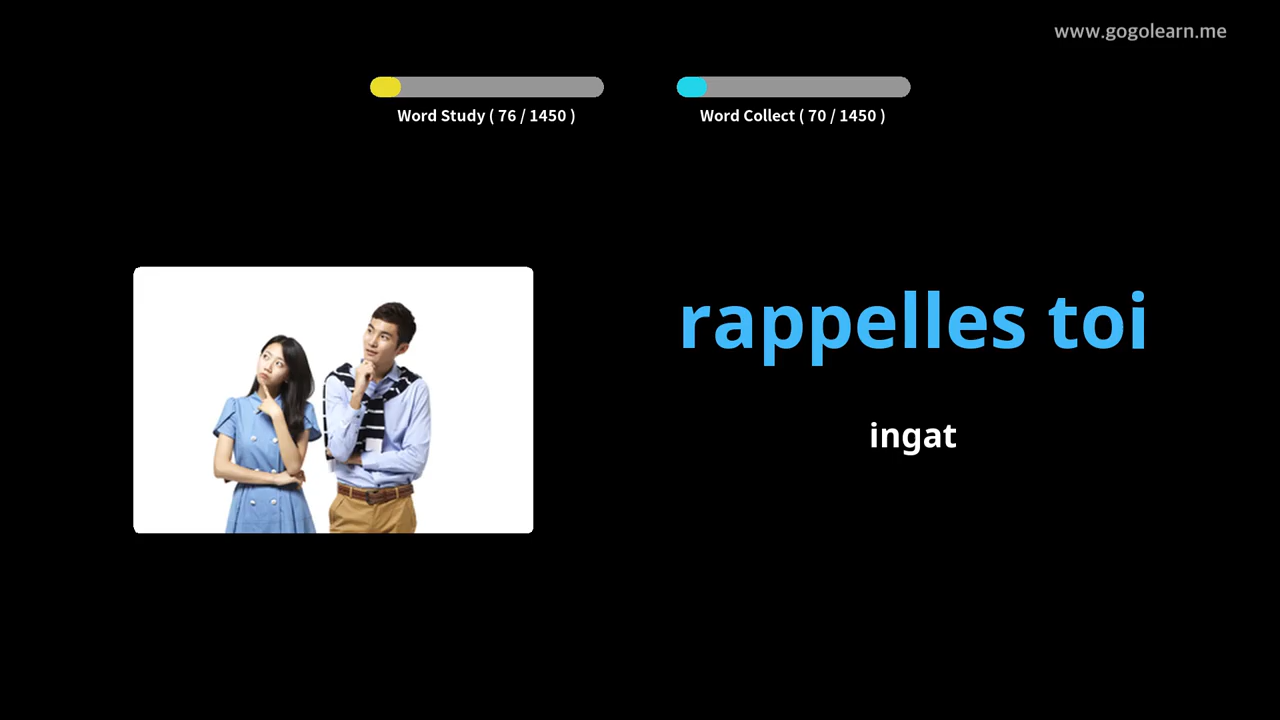 www.gogolearn.me
Word Study ( 76 / 1450 )
Word Collect ( 70 / 1450 )
rappelles toi
ingat